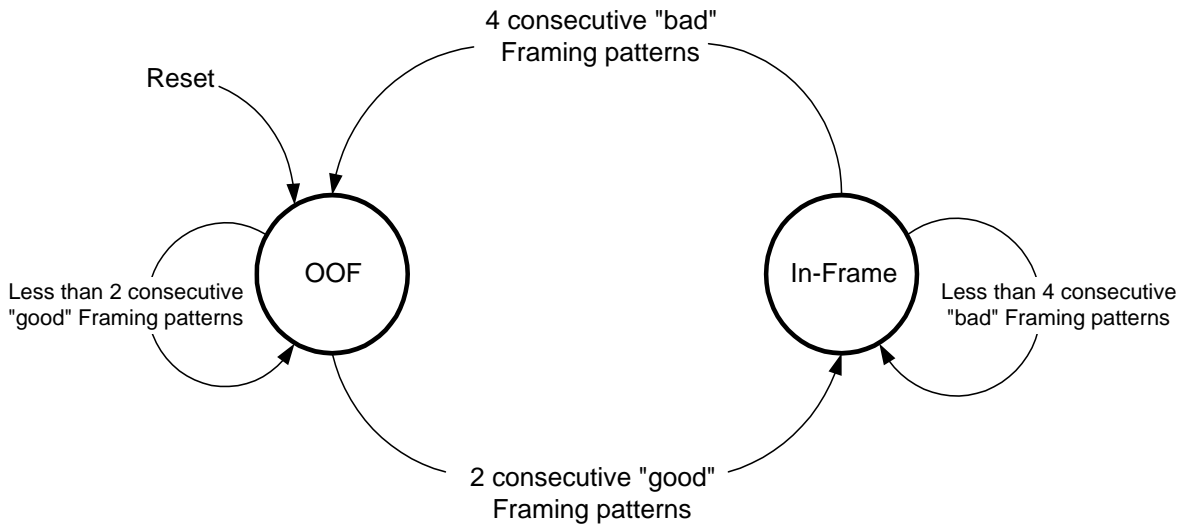 4 consecutive "bad"
Framing patterns
Reset
OOF
In-Frame
Less than 2 consecutive
"good" Framing patterns
Less than 4 consecutive
"bad" Framing patterns
2 consecutive "good"
Framing patterns